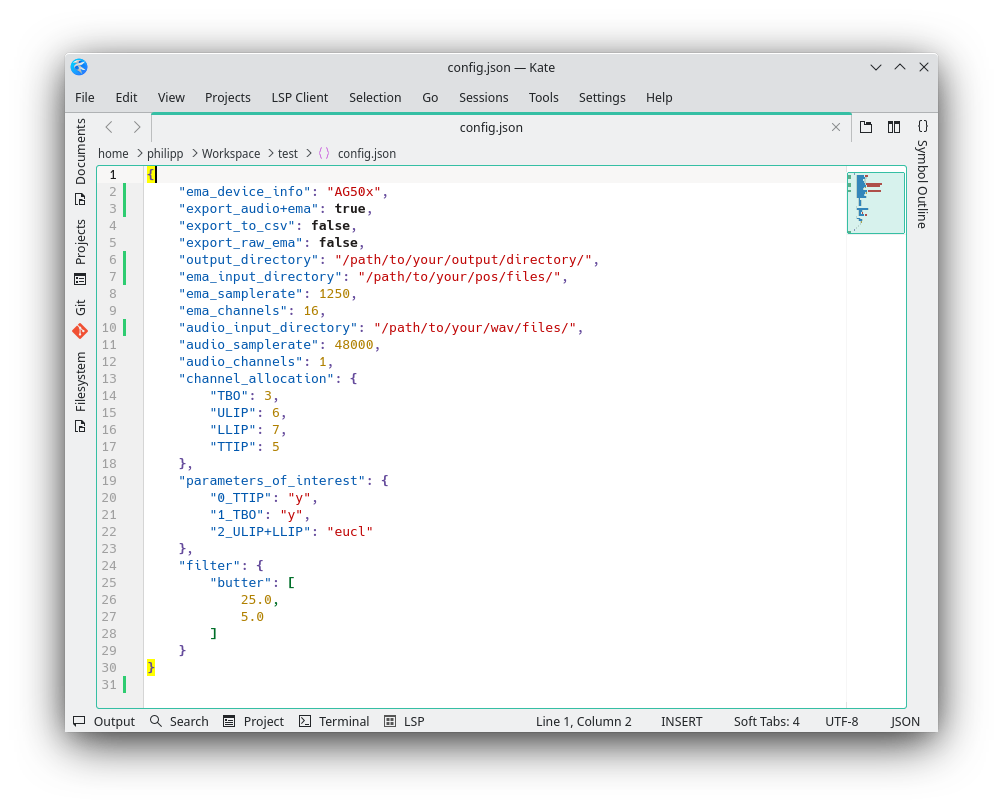 config.json — Kate
File Edit View Projects LSP Client Selection Go Sessions Tools Settings Help
config.json
home > philipp > Workspace > test > {} config.json
Documents
Projects
Git
Filesystem
{} Symbol Outline
1 {
2     "ema_device_info": "AG50x",
3     "export_audio+ema": true,
4     "export_to_csv": false,
5     "export_raw_ema": false,
6     "output_directory": "/path/to/your/output/directory/",
7     "ema_input_directory": "/path/to/your/pos/files/",
8     "ema_samplerate": 1250,
9     "ema_channels": 16,
10     "audio_input_directory": "/path/to/your/wav/files/",
11     "audio_samplerate": 48000,
12     "audio_channels": 1,
13     "channel_allocation": {
14         "TBO": 3,
15         "ULIP": 6,
16         "LLIP": 7,
17         "TTIP": 5
18     },
19     "parameters_of_interest": {
20         "0_TTIP": "y",
21         "1_TBO": "y",
22         "2_ULIP+LLIP": "eucl"
23     },
24     "filter": {
25         "butter": [
26             25.0,
27             5.0
28         ]
29     }
30 }
31
Output Search Project Terminal LSP Line 1, Column 2 INSERT Soft Tabs: 4 UTF-8 JSON